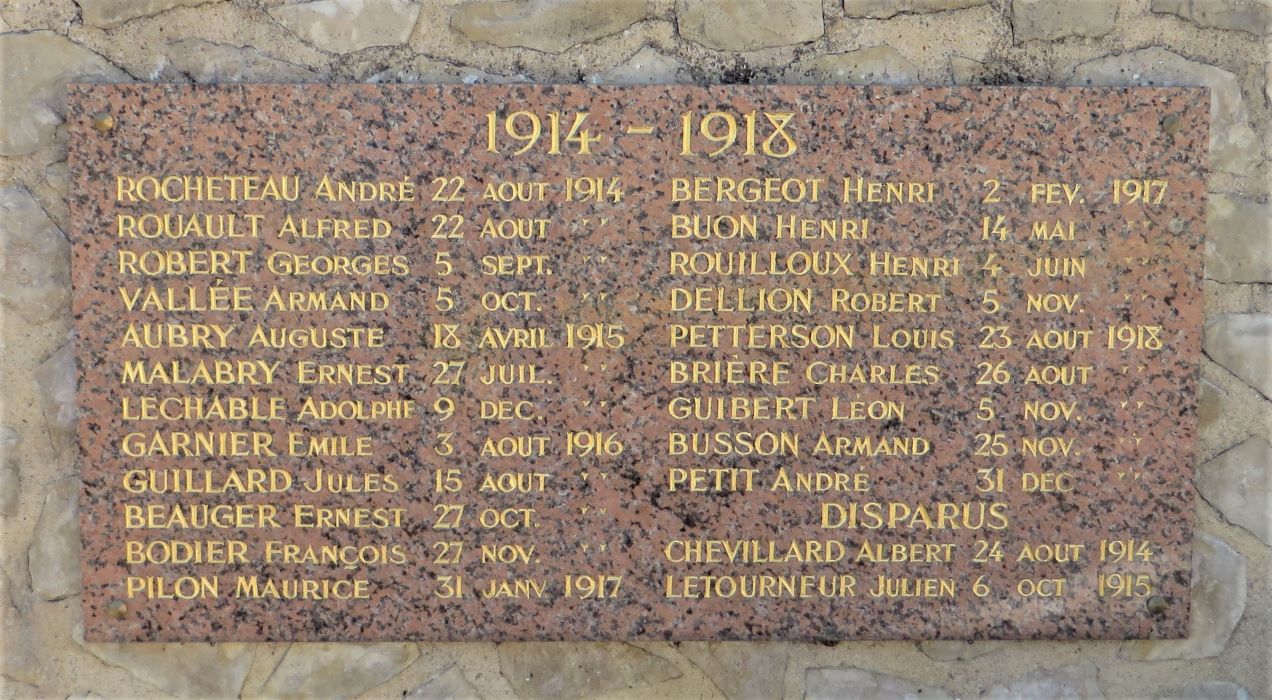 1914 - 1918
ROCHETEAU ANDRÉ 22 AOUT 1914
ROUAULT ALFRED 22 AOUT ,,
ROBERT GEORGES 5 SEPT. ,,
VALLÉE ARMAND 5 OCT. ,,
AUBRY AUGUSTE 18 AVRIL 1915
MALABRY ERNEST 27 JUIL. ,,
LECHABLE ADOLPHE 9 DEC. ,,
GARNIER EMILE 3 AOUT 1916
GUILLARD JULES 15 AOUT ,,
BEAUGER ERNEST 27 OCT. ,,
BODIER FRANÇOIS 27 NOV. ,,
PILON MAURICE 31 JANV. 1917
BERGEOT HENRI 2 FEV. 1917
BUON HENRI 14 MAI ,,
ROUILLOUX HENRI 4 JUIN ,,
DELLION ROBERT 5 NOV. ,,
PETTERSON LOUIS 23 AOUT 1918
BRIÈRE CHARLES 26 AOUT ,,
GUIBERT LÉON 5 NOV. ,,
BUSSON ARMAND 25 NOV. ,,
PETIT ANDRÉ 31 DEC ,,
DISPARUS
CHEVILLARD ALBERT 24 AOUT 1914
LETOURNEUR JULIEN 6 OCT 1915